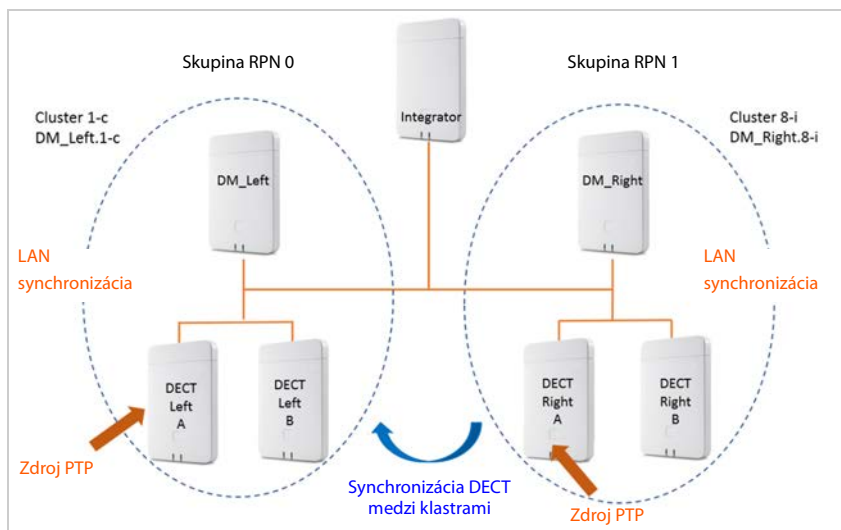 Skupina RPN 0
Skupina RPN 1
Cluster 1-c
DM_Left.1-c
Integrator
Cluster 8-i
DM_Right.8-i
DM_Left
DM_Right
LAN
synchronizácia
LAN
synchronizácia
DECT
Left
A
DECT
Left
B
DECT
Right
A
DECT
Right
B
Zdroj PTP
Synchronizácia DECT
medzi klastrami
Zdroj PTP